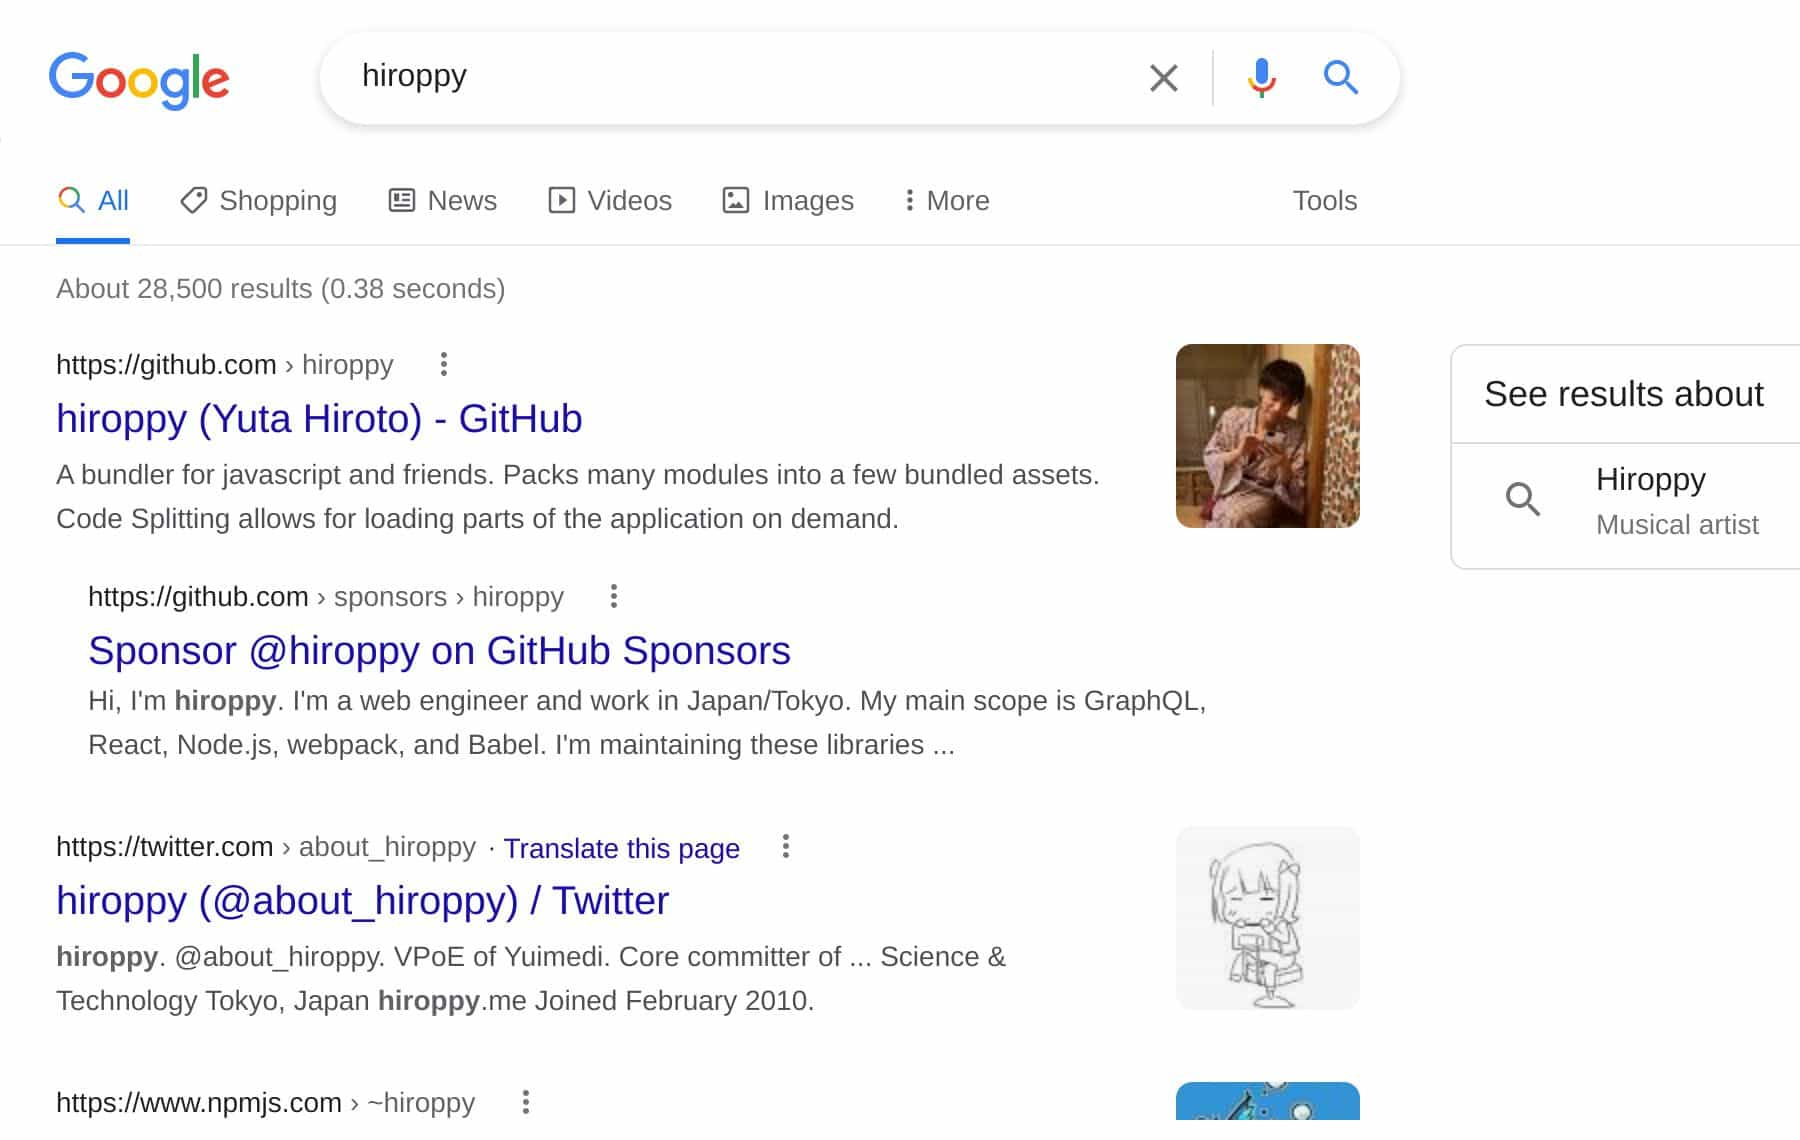 Google
hiroppy
All
Shopping
News
Videos
Images
More
Tools
About 28,500 results (0.38 seconds)
https://github.com › hiroppy
hiroppy (Yuta Hiroto) - GitHub
A bundler for javascript and friends. Packs many modules into a few bundled assets.
Code Splitting allows for loading parts of the application on demand.
https://github.com › sponsors › hiroppy
Sponsor @hiroppy on GitHub Sponsors
Hi, I'm hiroppy. I'm a web engineer and work in Japan/Tokyo. My main scope is GraphQL,
React, Node.js, webpack, and Babel. I'm maintaining these libraries ...
https://twitter.com › about_hiroppy · Translate this page
hiroppy (@about_hiroppy) / Twitter
hiroppy. @about_hiroppy. VPoE of Yuimedi. Core committer of ... Science &
Technology Tokyo, Japan hiroppy.me Joined February 2010.
https://www.npmjs.com › ~hiroppy
See results about
Hiroppy
Musical artist